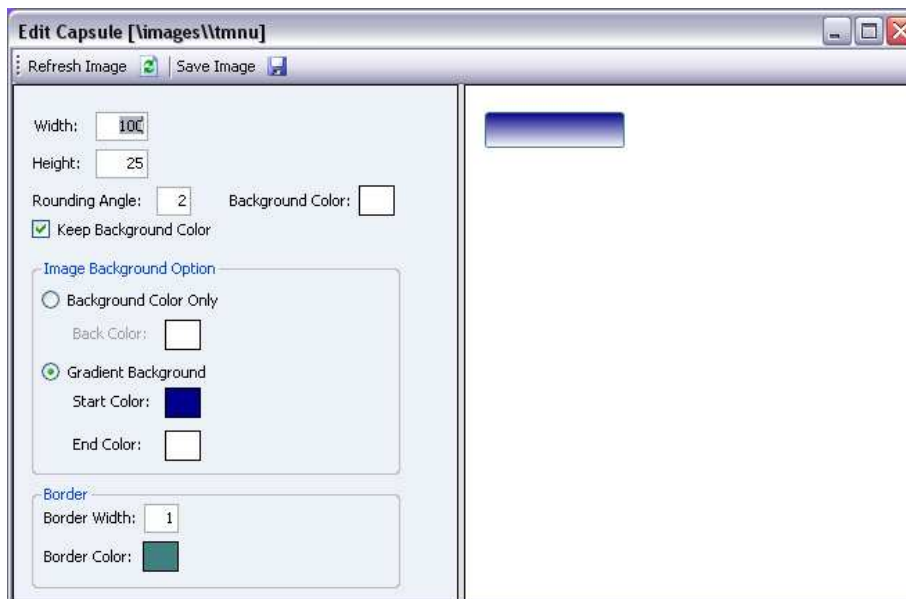 Edit Capsule [\images\\tmnu]
Refresh Image Save Image
Width: 100
Height: 25
Rounding Angle: 2 Background Color:
Keep Background Color
Image Background Option
Background Color Only
Back Color:
Gradient Background
Start Color:
End Color:
Border
Border Width: 1
Border Color: